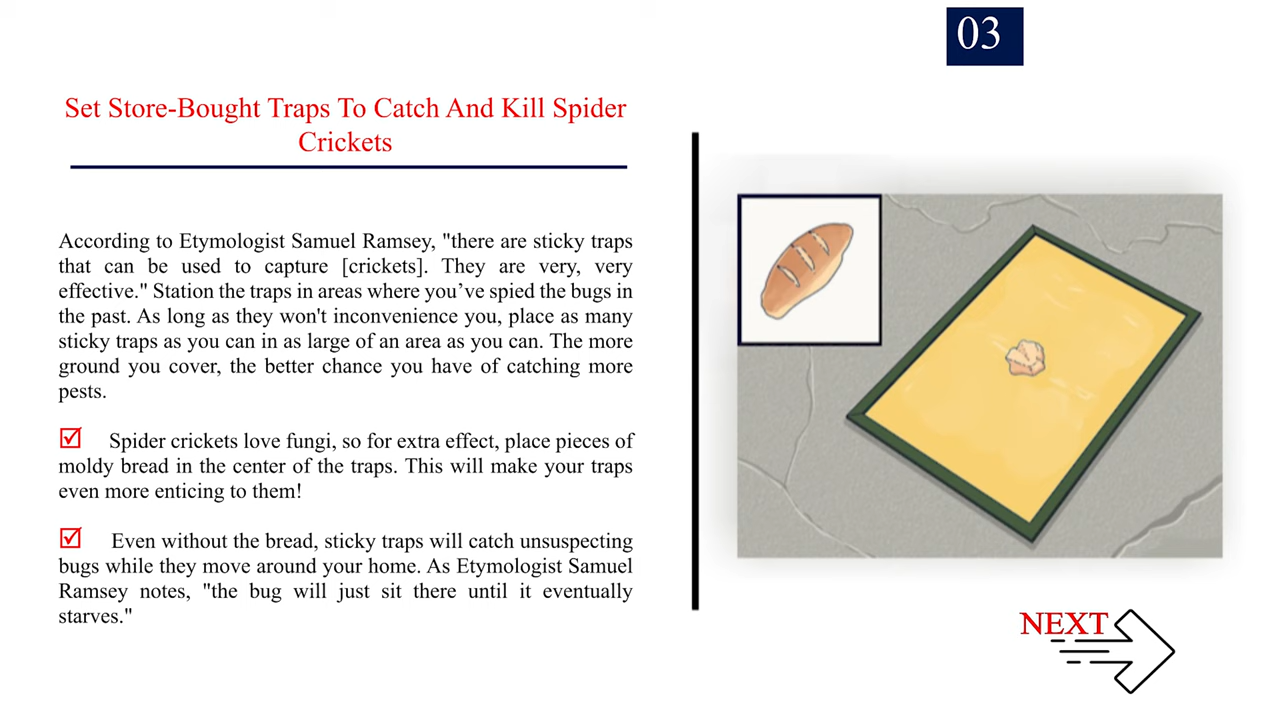 03
Set Store-Bought Traps To Catch And Kill Spider
Crickets
According to Etymologist Samuel Ramsey, "there are sticky traps
that can be used to capture [crickets]. They are very, very
effective." Station the traps in areas where you’ve spied the bugs in
the past. As long as they won't inconvenience you, place as many
sticky traps as you can in as large of an area as you can. The more
ground you cover, the better chance you have of catching more
pests.
Spider crickets love fungi, so for extra effect, place pieces of
moldy bread in the center of the traps. This will make your traps
even more enticing to them!
Even without the bread, sticky traps will catch unsuspecting
bugs while they move around your home. As Etymologist Samuel
Ramsey notes, "the bug will just sit there until it eventually
starves."
NEXT